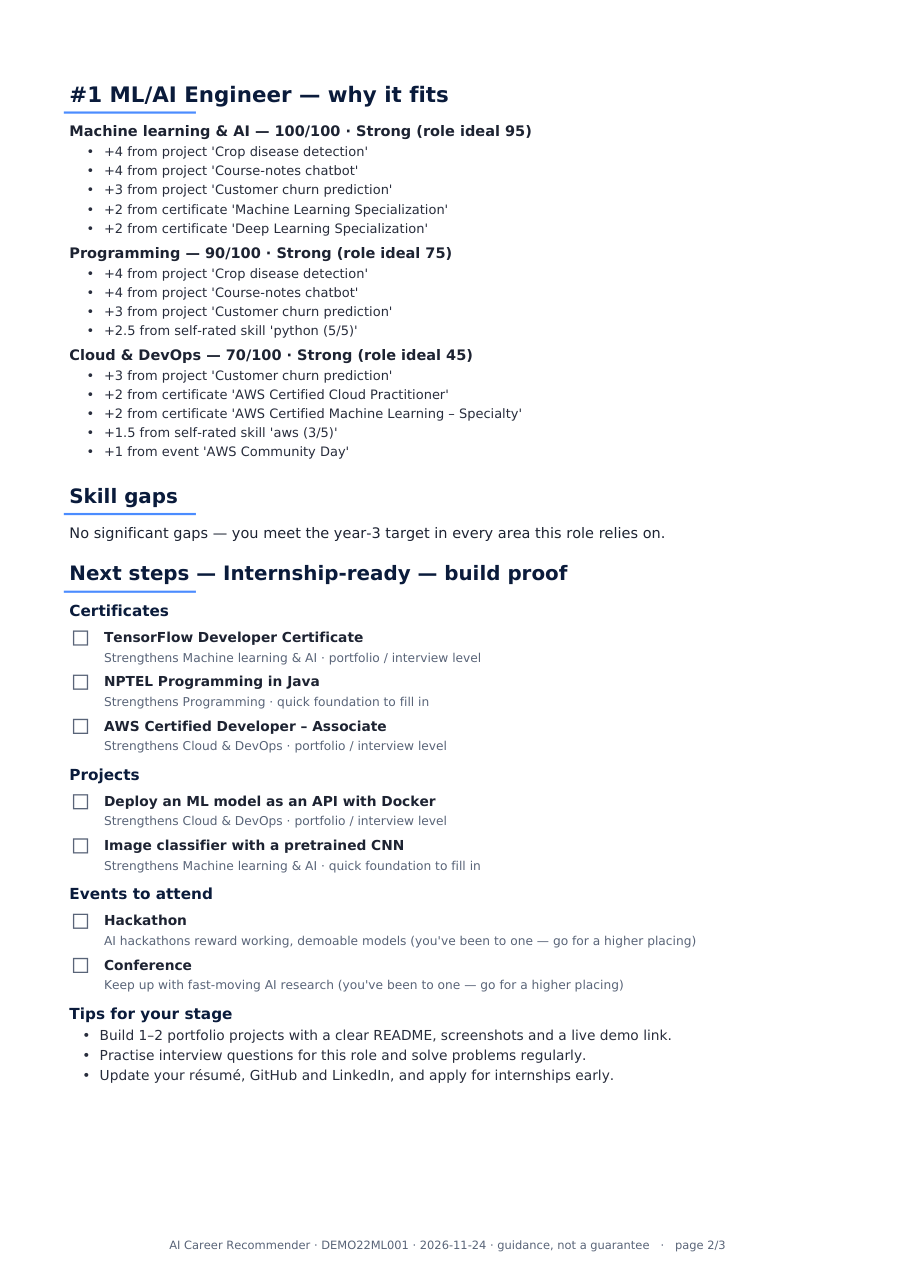 #1 ML/AI Engineer — why it fits
Machine learning & AI — 100/100 · Strong (role ideal 95)
• +4 from project 'Crop disease detection'
• +4 from project 'Course-notes chatbot'
• +3 from project 'Customer churn prediction'
• +2 from certificate 'Machine Learning Specialization'
• +2 from certificate 'Deep Learning Specialization'
Programming — 90/100 · Strong (role ideal 75)
• +4 from project 'Crop disease detection'
• +4 from project 'Course-notes chatbot'
• +3 from project 'Customer churn prediction'
• +2.5 from self-rated skill 'python (5/5)'
Cloud & DevOps — 70/100 · Strong (role ideal 45)
• +3 from project 'Customer churn prediction'
• +2 from certificate 'AWS Certified Cloud Practitioner'
• +2 from certificate 'AWS Certified Machine Learning – Specialty'
• +1.5 from self-rated skill 'aws (3/5)'
• +1 from event 'AWS Community Day'
Skill gaps
No significant gaps — you meet the year-3 target in every area this role relies on.
Next steps — Internship-ready — build proof
Certificates
☐ TensorFlow Developer Certificate
Strengthens Machine learning & AI · portfolio / interview level
☐ NPTEL Programming in Java
Strengthens Programming · quick foundation to fill in
☐ AWS Certified Developer – Associate
Strengthens Cloud & DevOps · portfolio / interview level
Projects
☐ Deploy an ML model as an API with Docker
Strengthens Cloud & DevOps · portfolio / interview level
☐ Image classifier with a pretrained CNN
Strengthens Machine learning & AI · quick foundation to fill in
Events to attend
☐ Hackathon
AI hackathons reward working, demoable models (you've been to one — go for a higher placing)
☐ Conference
Keep up with fast-moving AI research (you've been to one — go for a higher placing)
Tips for your stage
• Build 1–2 portfolio projects with a clear README, screenshots and a live demo link.
• Practise interview questions for this role and solve problems regularly.
• Update your résumé, GitHub and LinkedIn, and apply for internships early.
AI Career Recommender · DEMO22ML001 · 2026-11-24 · guidance, not a guarantee · page 2/3